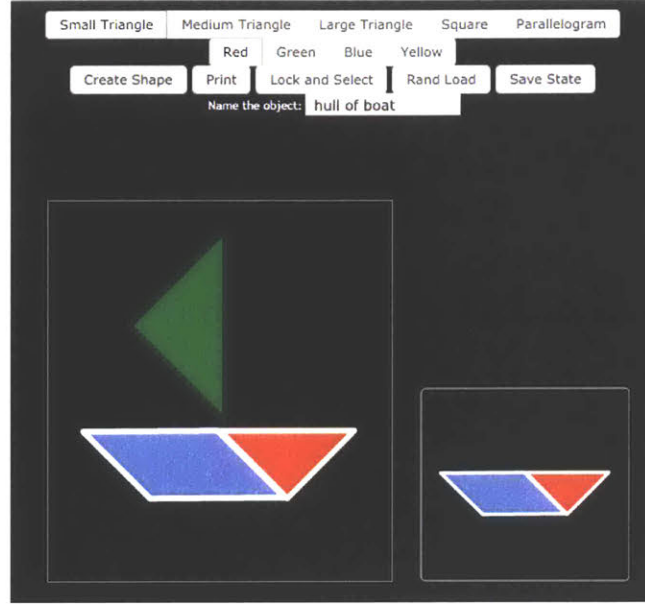 Small Triangle Medium Triangle Large Triangle Square Parallelogram
Red Green Blue Yellow
Create Shape Print Lock and Select Rand Load Save State
Name the object: hull of boat